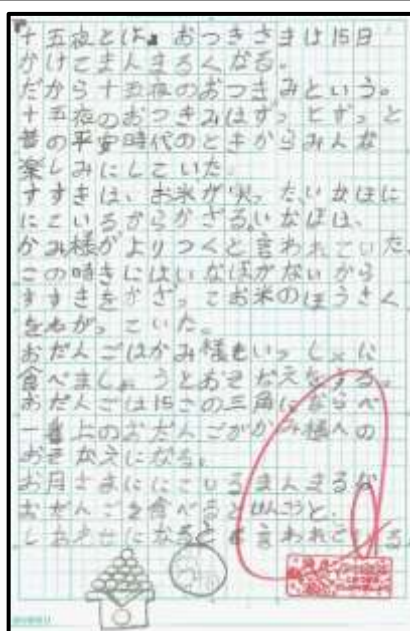 十五夜とは、おつきさまは15日
かけてまんまるくなる。
だから十五夜のおつきみという。
十五夜のおつきみはずっとずっと
昔の平安時代のときからみんな
楽しみにしていた。
すすきは、お米が たいなほに
にているからかざる。いなほは、
かみ様がよりつくと言われていた。
この時きにはいなほがないから
すすきをかざってお米のほうさく
をねがっていた。
おだんごはかみ様もいっしょに
食べましょうとおそなえをする。
おだんごは15この三角にならべ
一番上のおだんごがかみ様への
おそなえになる。
お月さまににているまんまるな
おだんごを食べるとけんこうと、
しあわせになるとも言われている。